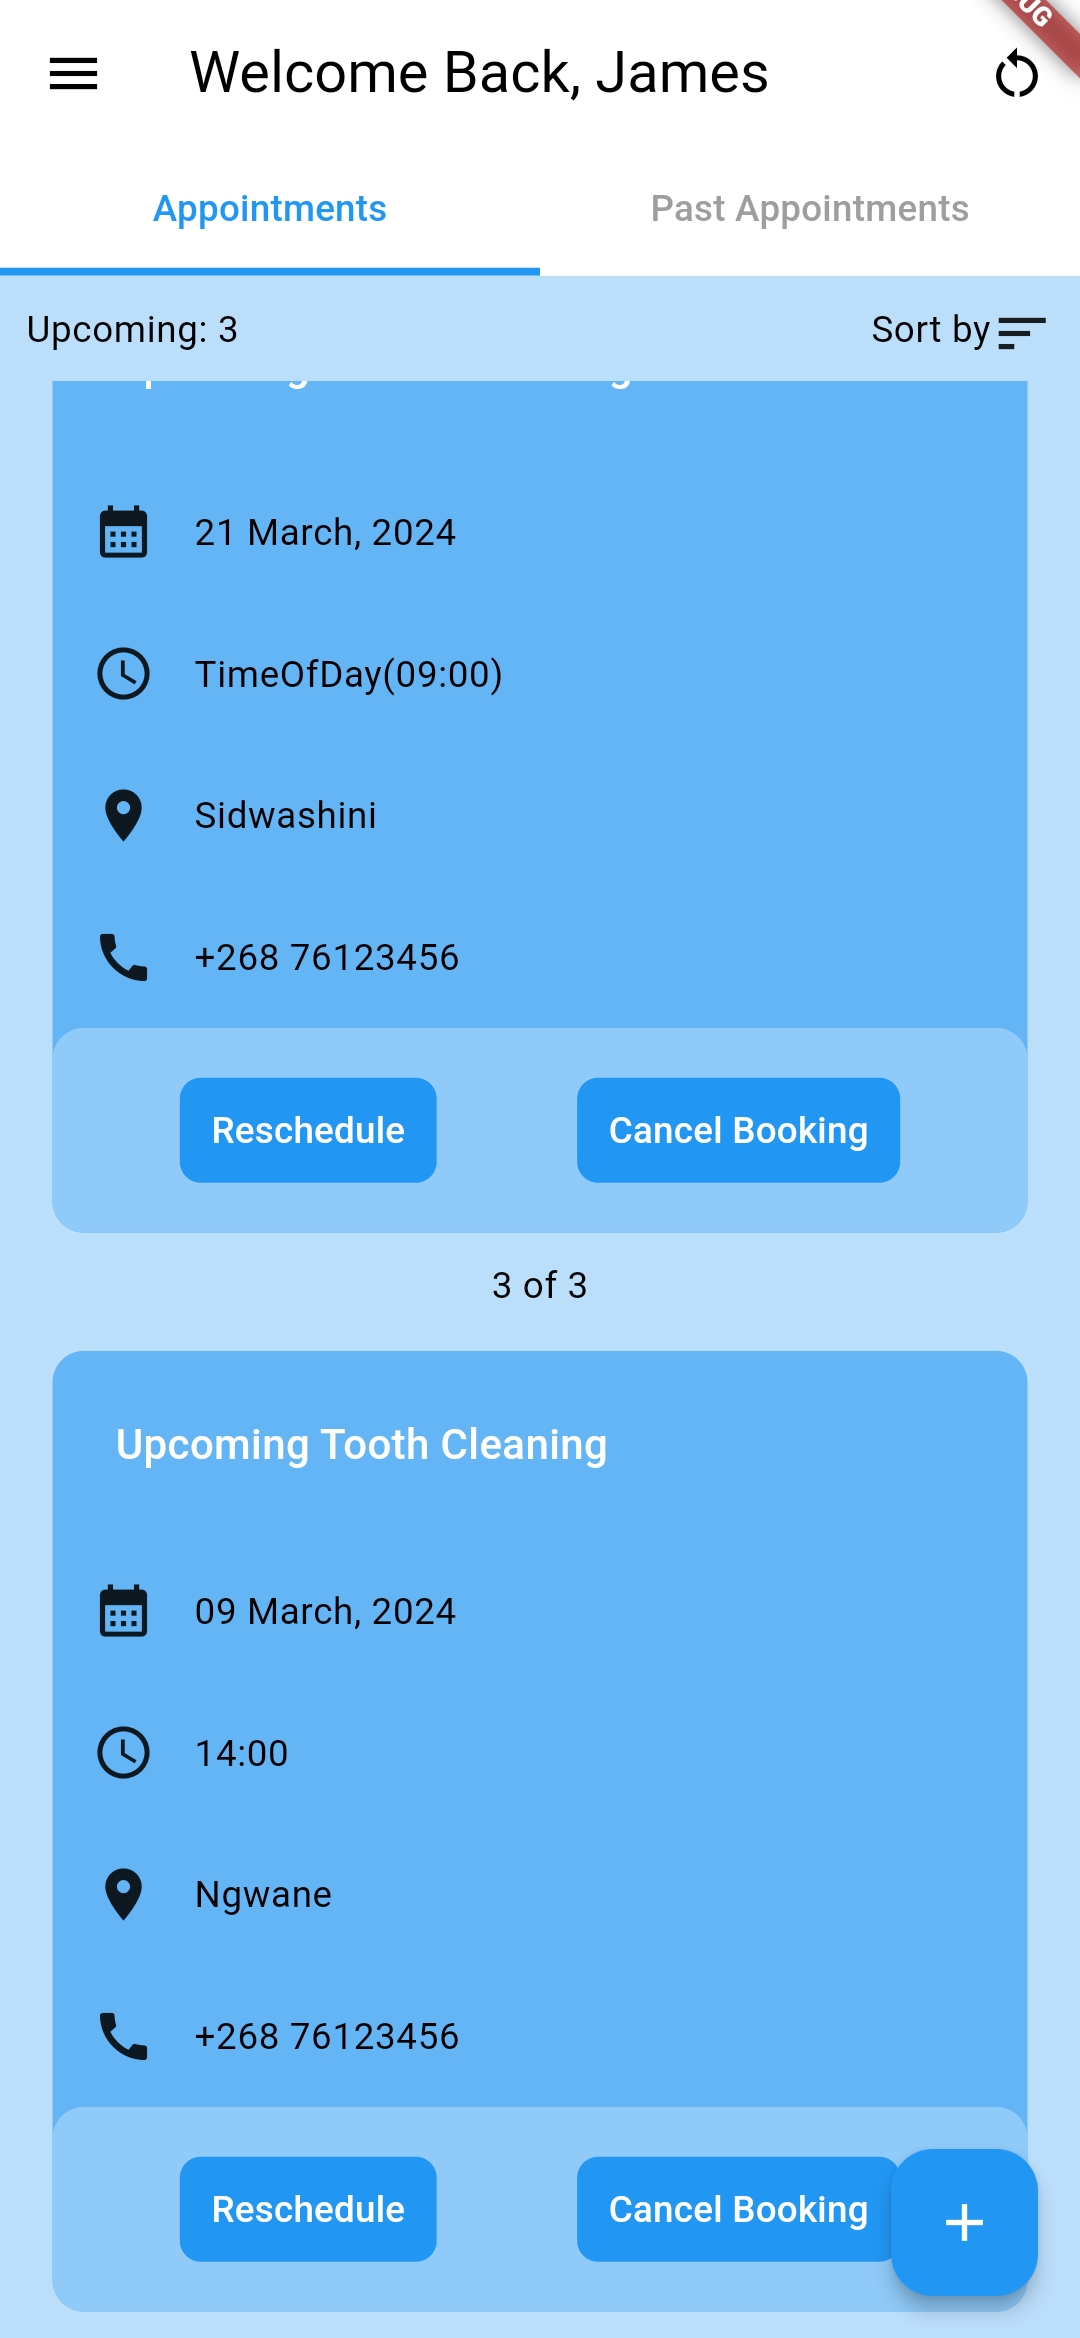 Welcome Back, James
Appointments
Past Appointments
Upcoming: 3
Sort by
21 March, 2024
TimeOfDay(09:00)
Sidwashini
+268 76123456
Reschedule
Cancel Booking
3 of 3
Upcoming Tooth Cleaning
09 March, 2024
14:00
Ngwane
+268 76123456
Reschedule
Cancel Booking